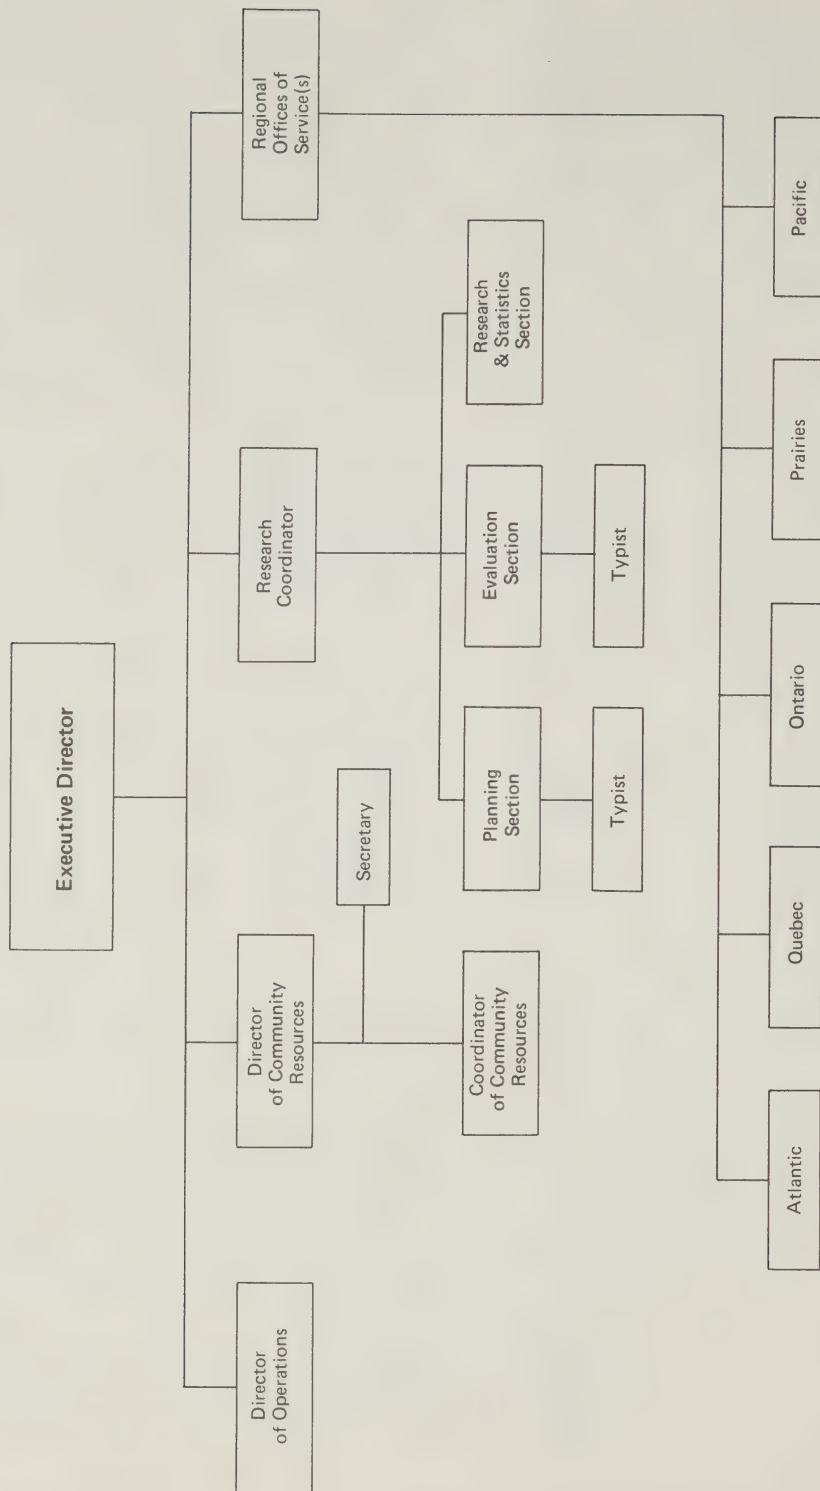 Executive Director
Director
of Operations
Director
of Community
Resources
Research
Coordinator
Regional
Offices of
Service(s)
Secretary
Coordinator
of Community
Resources
Planning
Section
Evaluation
Section
Research
& Statistics
Section
Typist
Typist
Atlantic
Quebec
Ontario
Prairies
Pacific